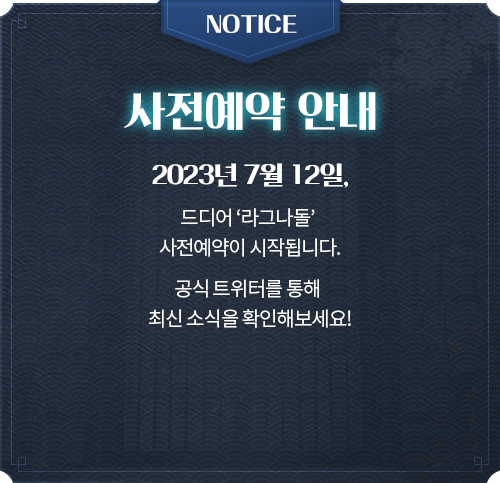 NOTICE
사전예약 안내
2023년 7월 12일,
드디어 ‘라그나돌’
사전예약이 시작됩니다.
공식 트위터를 통해
최신 소식을 확인해보세요!